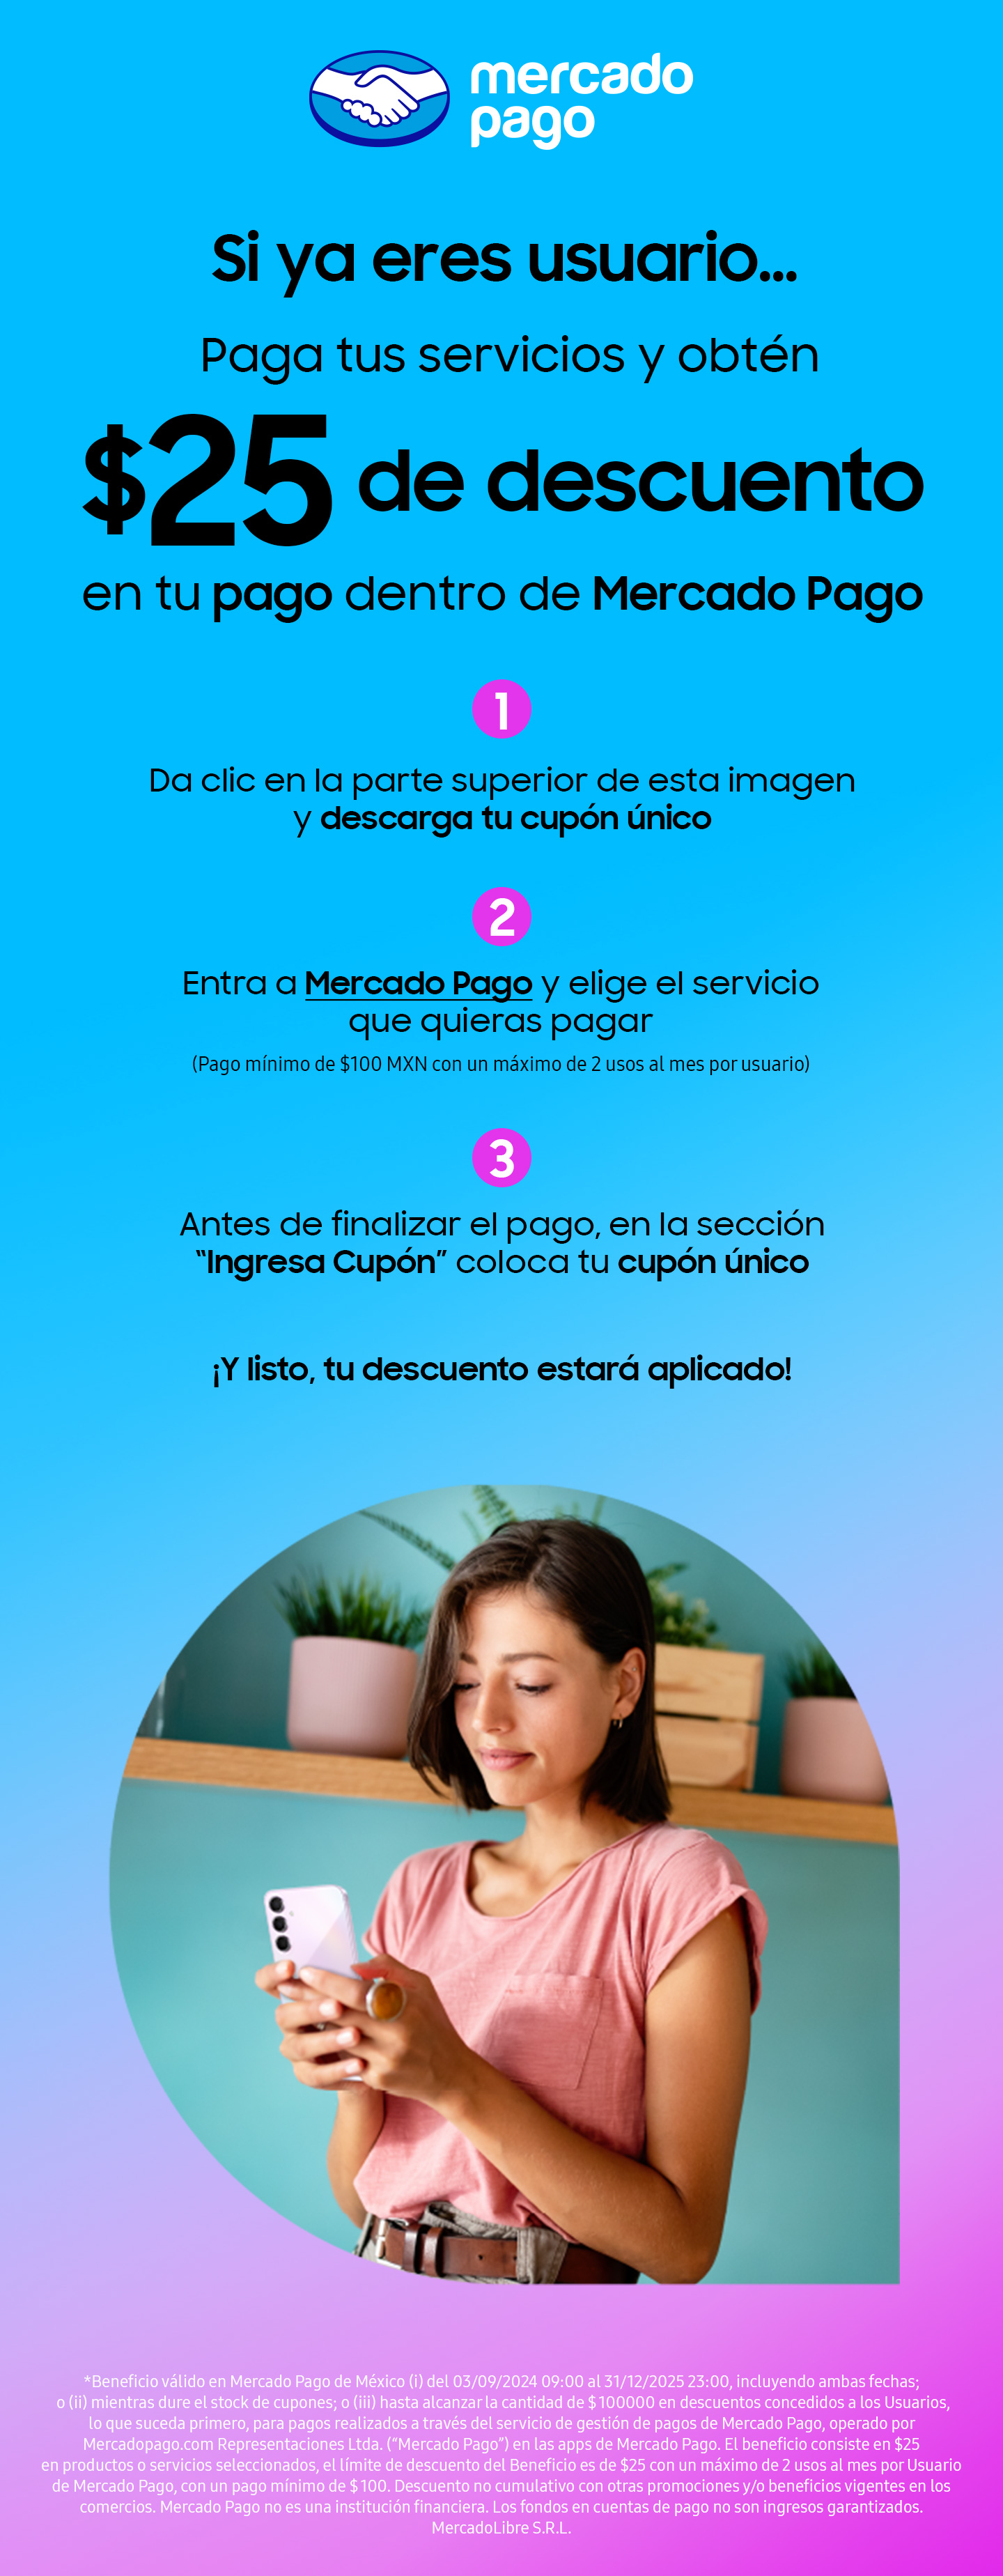 mercado
pago
Si ya eres usuario...
Paga tus servicios y obtén
$25 de descuento
en tu pago dentro de Mercado Pago
1
Da clic en la parte superior de esta imagen
y descarga tu cupón único
2
Entra a Mercado Pago y elige el servicio
que quieras pagar
(Pago mínimo de $100 MXN con un máximo de 2 usos al mes por usuario)
3
Antes de finalizar el pago, en la sección
“Ingresa Cupón” coloca tu cupón único
¡Y listo, tu descuento estará aplicado!
*Beneficio válido en Mercado Pago de México (i) del 03/09/2024 09:00 al 31/12/2025 23:00, incluyendo ambas fechas;
o (ii) mientras dure el stock de cupones; o (iii) hasta alcanzar la cantidad de $100000 en descuentos concedidos a los Usuarios,
lo que suceda primero, para pagos realizados a través del servicio de gestión de pagos de Mercado Pago, operado por
Mercadopago.com Representaciones Ltda. (“Mercado Pago”) en las apps de Mercado Pago. El beneficio consiste en $25
en productos o servicios seleccionados, el límite de descuento del Beneficio es de $25 con un máximo de 2 usos al mes por Usuario
de Mercado Pago, con un pago mínimo de $100. Descuento no cumulativo con otras promociones y/o beneficios vigentes en los
comercios. Mercado Pago no es una institución financiera. Los fondos en cuentas de pago no son ingresos garantizados.
MercadoLibre S.R.L.